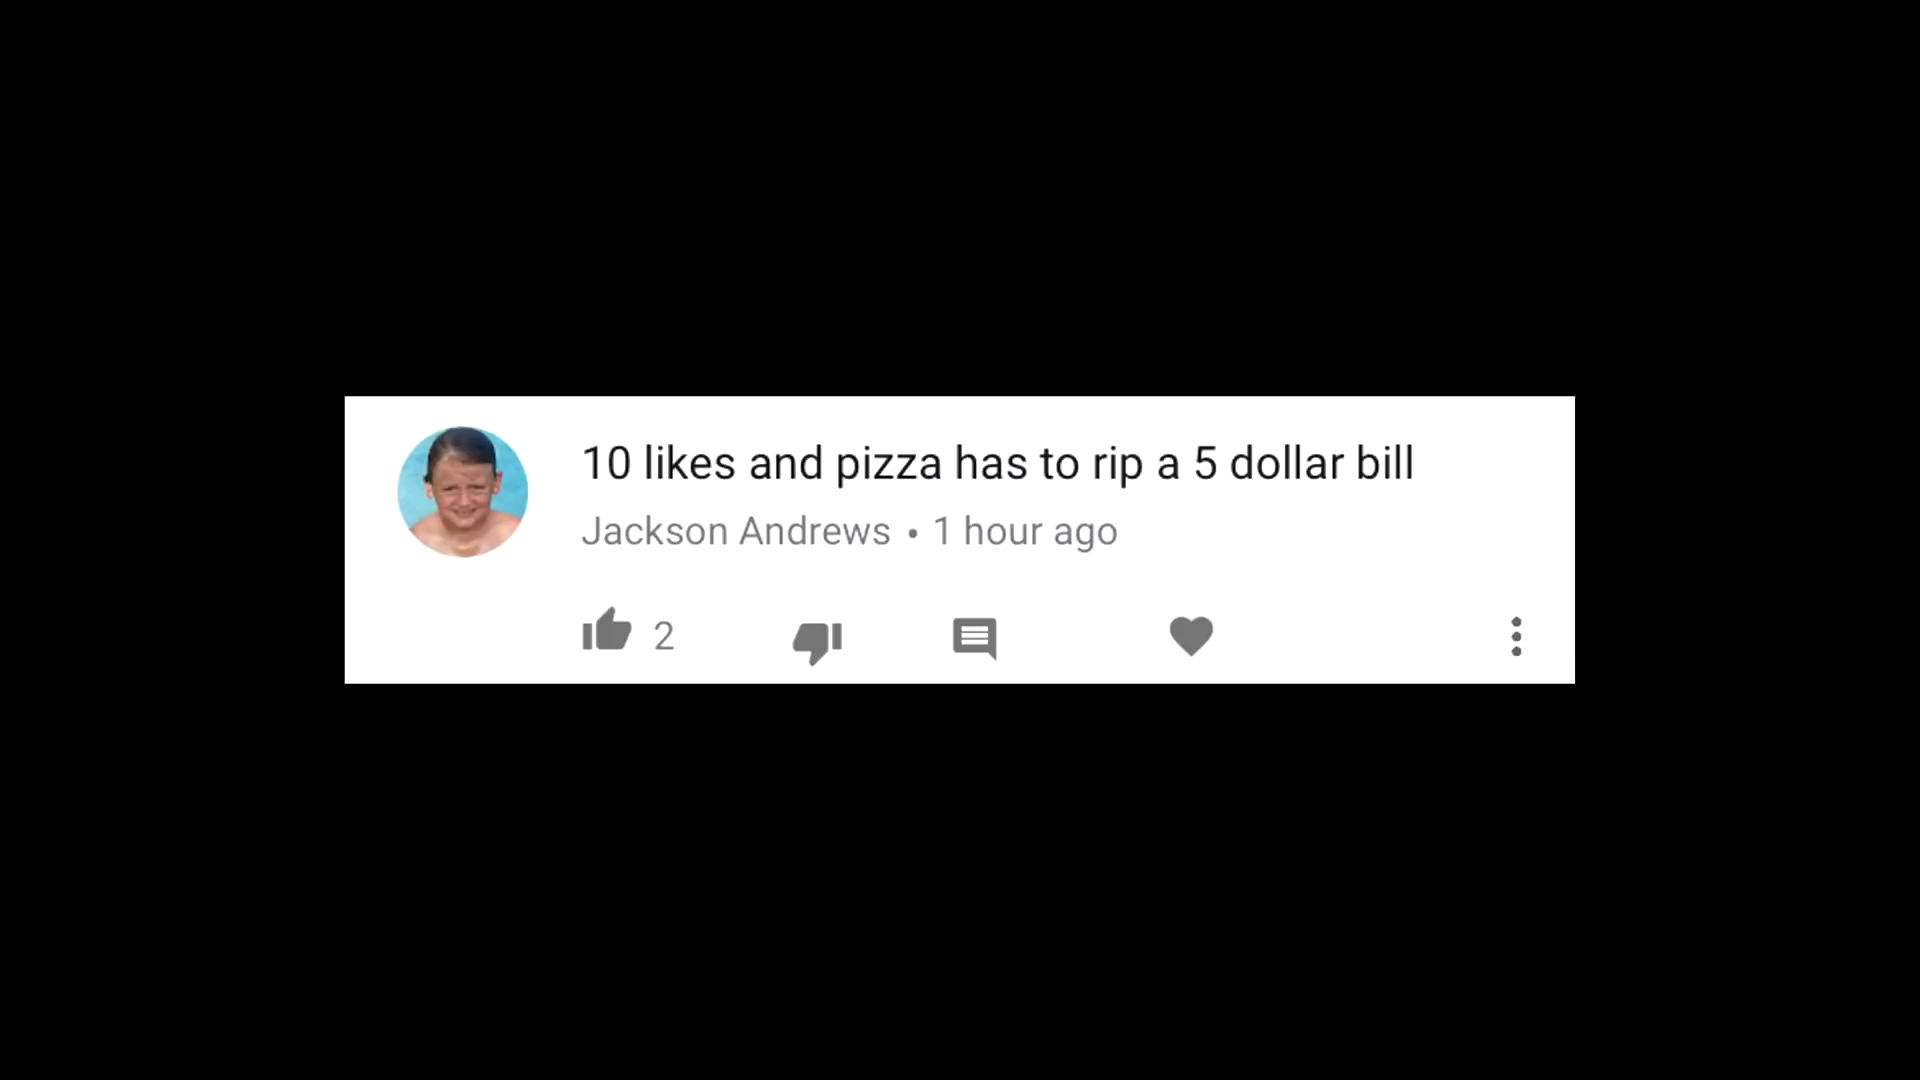 10 likes and pizza has to rip a 5 dollar bill
Jackson Andrews • 1 hour ago
2